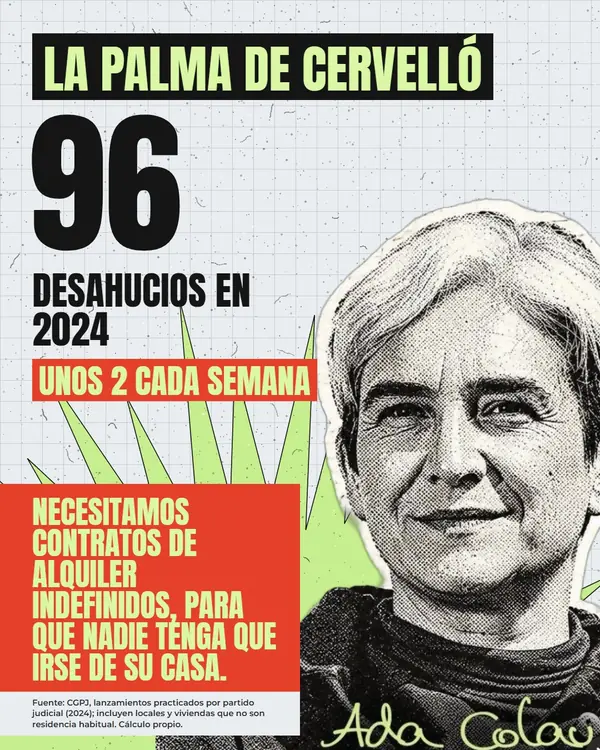 LA PALMA DE CERVELLÓ
96
DESAHUCIOS EN
2024
UNOS 2 CADA SEMANA
NECESITAMOS
CONTRATOS DE
ALQUILER
INDEFINIDOS, PARA
QUE NADIE TENGA QUE
IRSE DE SU CASA.
Fuente: CGPJ, lanzamientos practicados por partido
judicial (2024); incluyen locales y viviendas que no son
residencia habitual. Cálculo propio.
Ada Colau